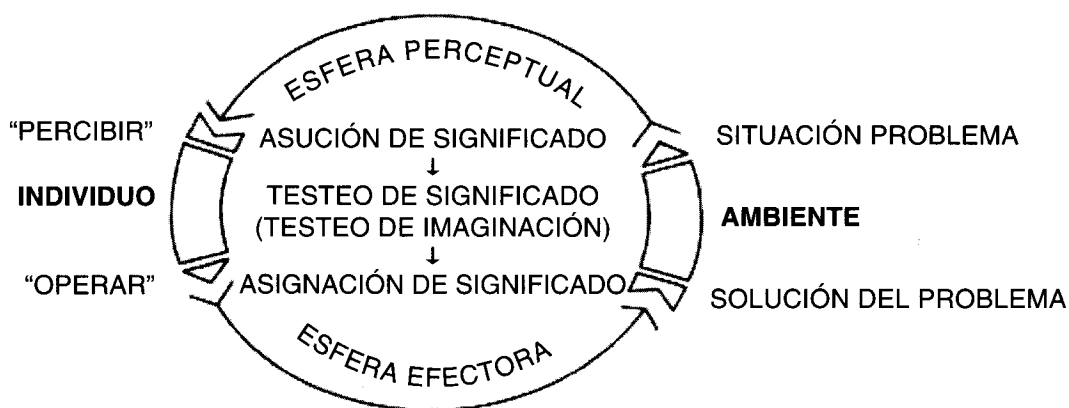 ESFERA PERCEPTUAL
“PERCIBIR”
ASUCIÓN DE SIGNIFICADO
SITUACIÓN PROBLEMA
INDIVIDUO
TESTEO DE SIGNIFICADO
(TESTEO DE IMAGINACIÓN)
AMBIENTE
“OPERAR”
ASIGNACIÓN DE SIGNIFICADO
SOLUCIÓN DEL PROBLEMA
ESFERA EFECTORA